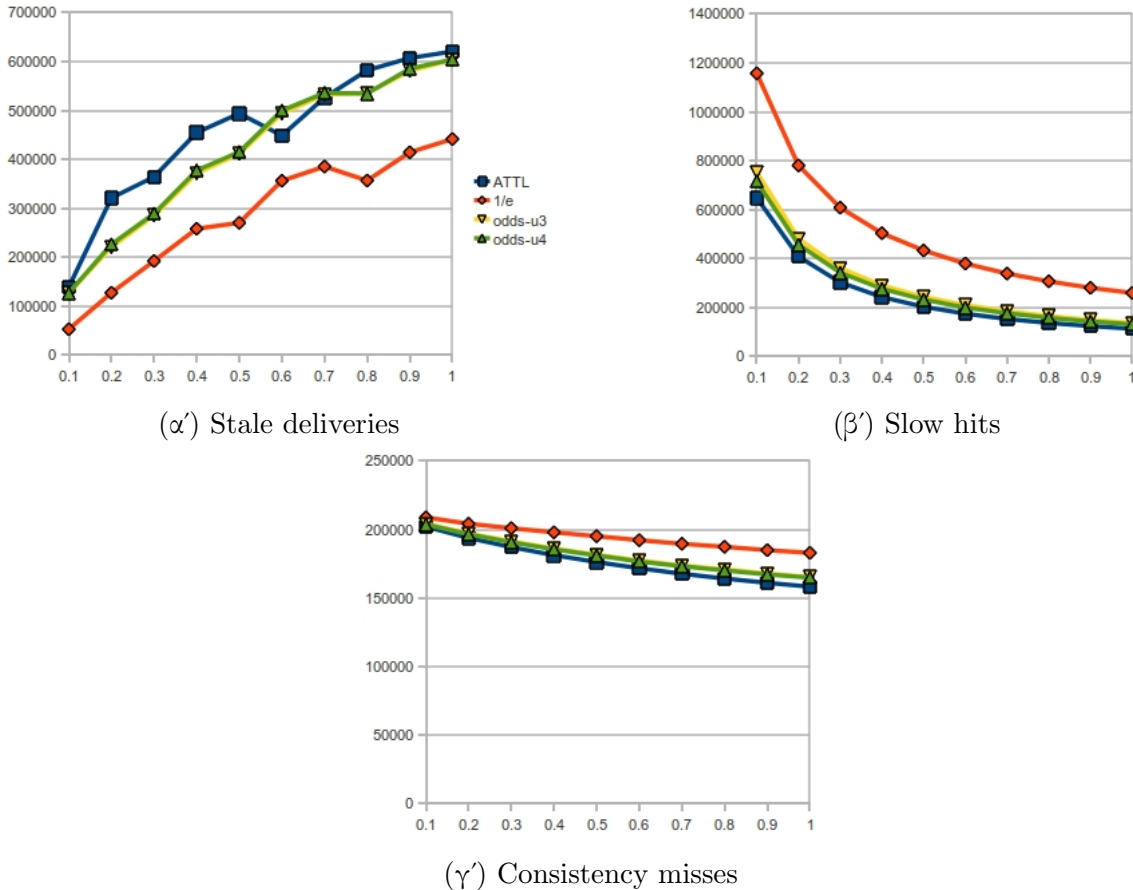 700000
600000
500000
400000
300000
200000
100000
0
0.1 0.2 0.3 0.4 0.5 0.6 0.7 0.8 0.9 1
ATTL
1/e
odds-u3
odds-u4
(α′) Stale deliveries
1400000
1200000
1000000
800000
600000
400000
200000
0
0.1 0.2 0.3 0.4 0.5 0.6 0.7 0.8 0.9 1
(β′) Slow hits
250000
200000
150000
100000
50000
0
0.1 0.2 0.3 0.4 0.5 0.6 0.7 0.8 0.9 1
(γ′) Consistency misses